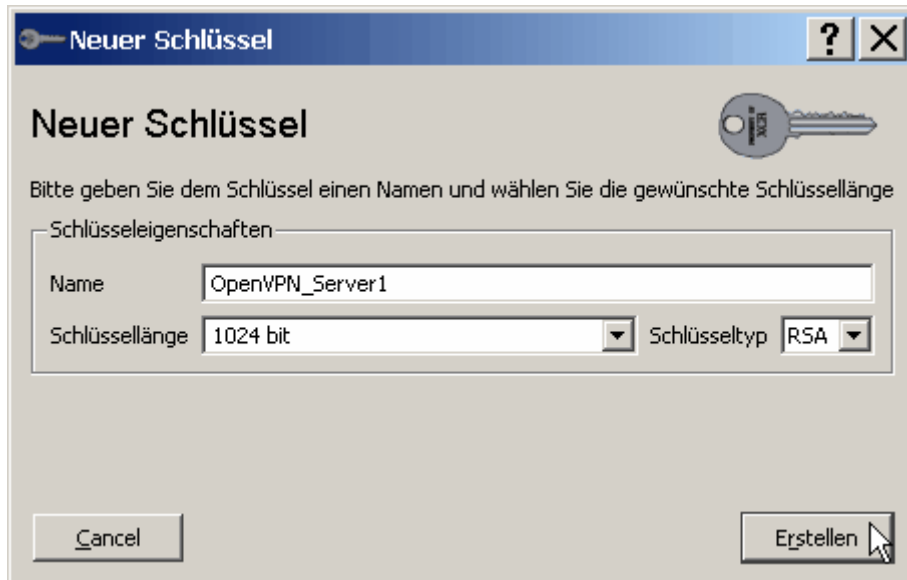 Neuer Schlüssel
Neuer Schlüssel
Bitte geben Sie dem Schlüssel einen Namen und wählen Sie die gewünschte Schlüssellänge
Schlüsseleigenschaften
Name OpenVPN_Server1
Schlüssellänge 1024 bit Schlüsseltyp RSA
Cancel Erstellen